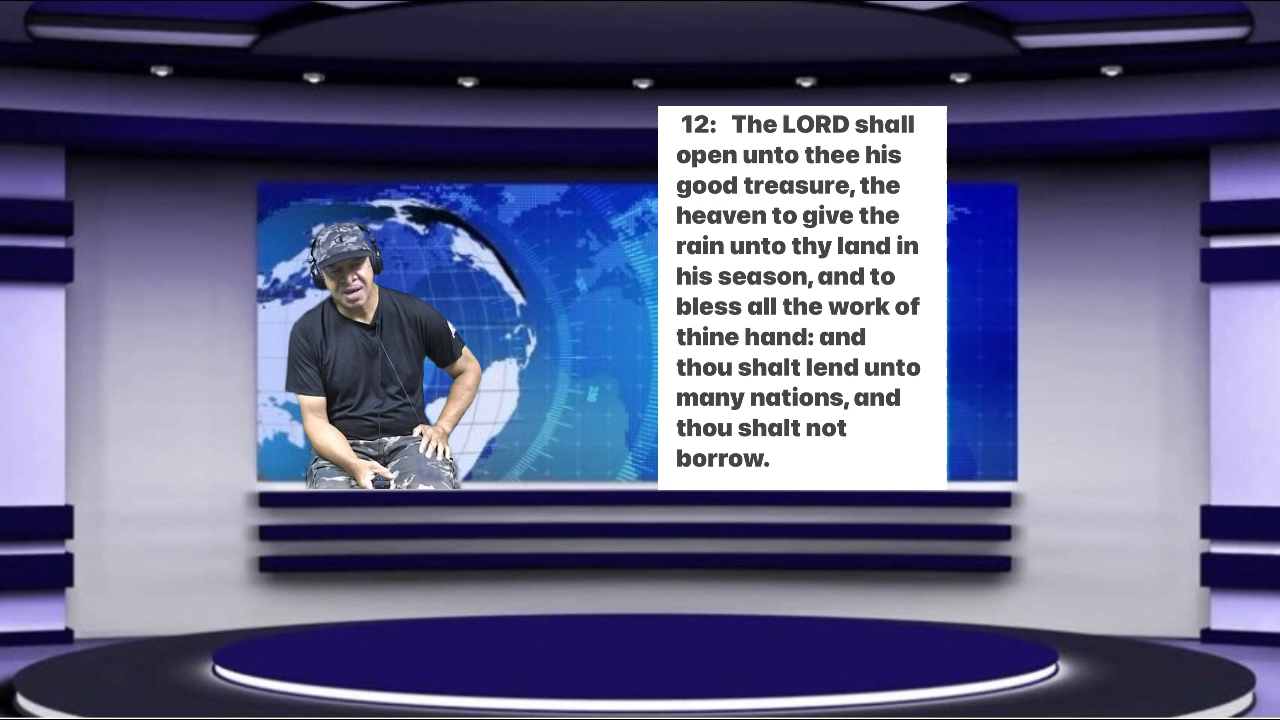 12: The LORD shall
open unto thee his
good treasure, the
heaven to give the
rain unto thy land in
his season, and to
bless all the work of
thine hand: and
thou shalt lend unto
many nations, and
thou shalt not
borrow.